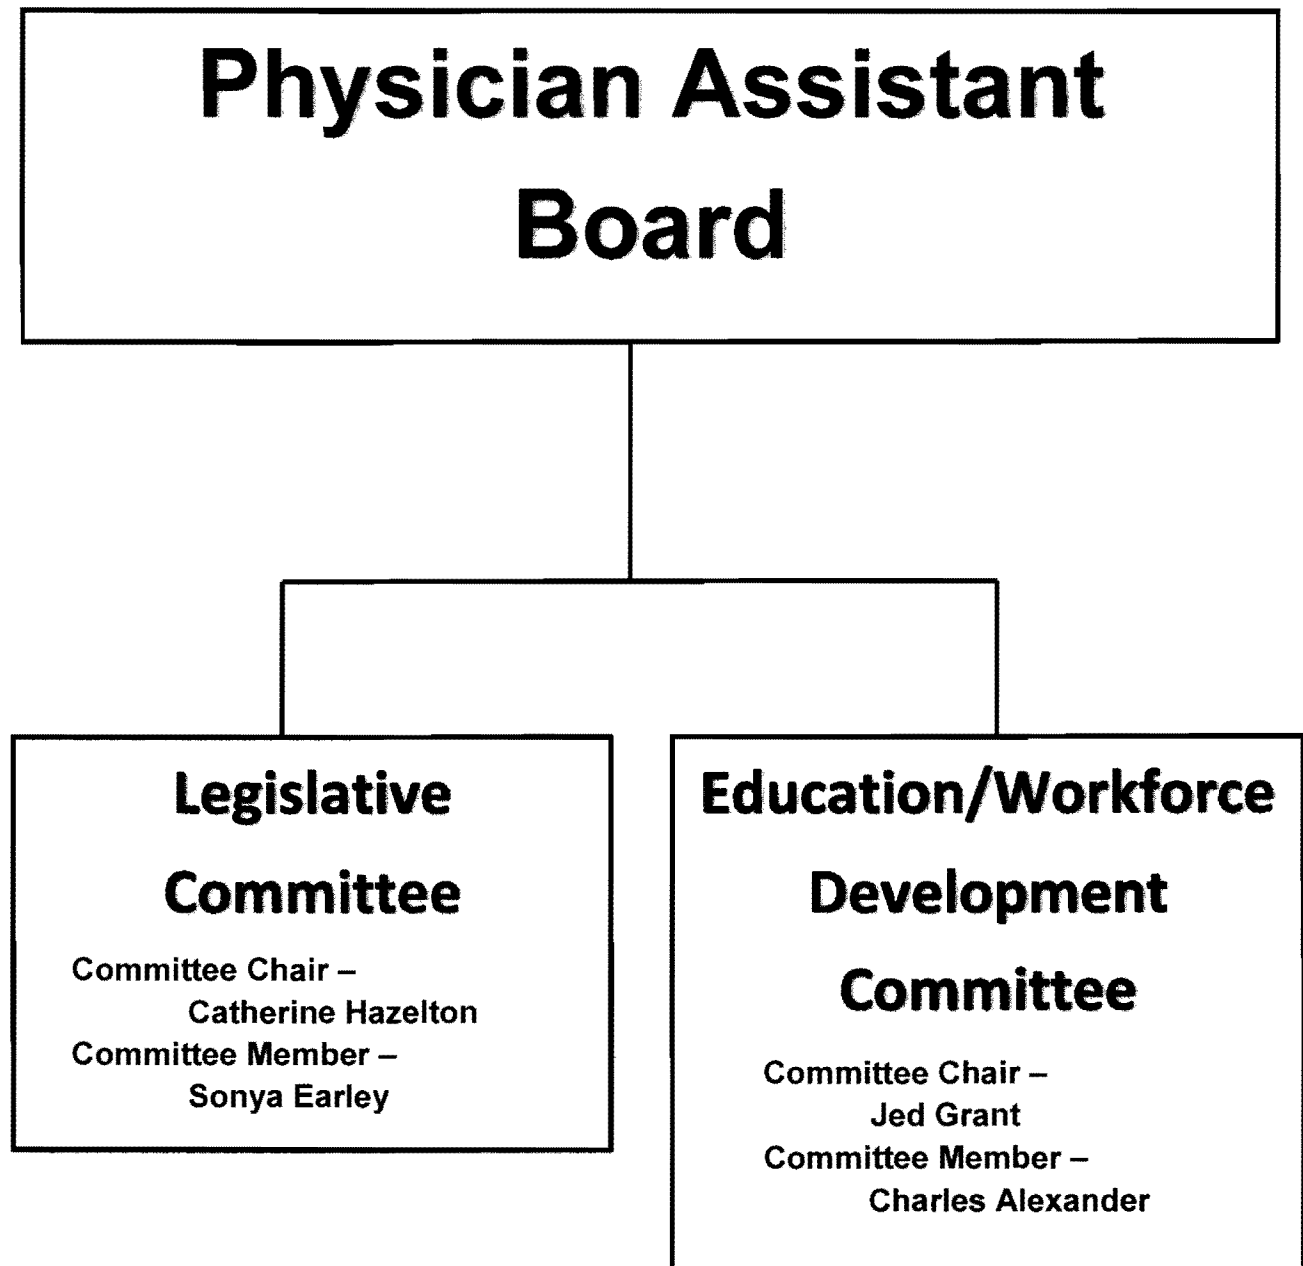 Physician Assistant
Board
Legislative
Committee
Committee Chair –
Catherine Hazelton
Committee Member –
Sonya Earley
Education/Workforce
Development
Committee
Committee Chair –
Jed Grant
Committee Member –
Charles Alexander